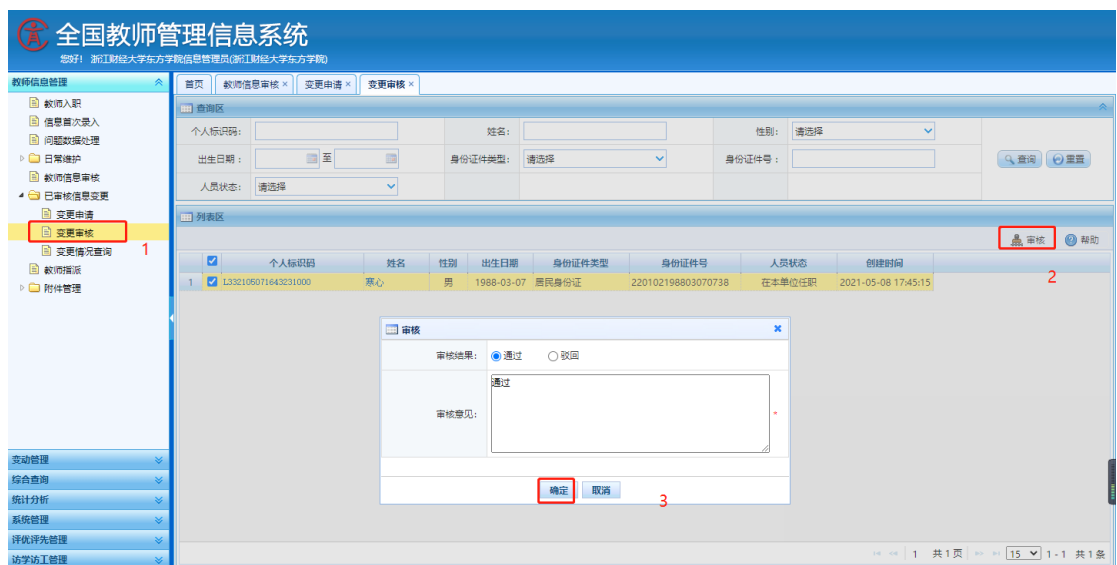 全国教师管理信息系统
您好! 浙江财经大学东方学院信息管理员(浙江财经大学东方学院)
教师信息管理
教师入职
信息首次录入
问题数据处理
日常维护
教师信息审核
已审核信息变更
变更申请
变更审核
1
变更情况查询
教师指派
附件管理
变动管理
综合查询
统计分析
系统管理
评优评先管理
访学访工管理
首页 教师信息审核 × 变更申请 × 变更审核 ×
查询区
个人标识码: 姓名: 性别: 请选择
出生日期: 至 身份证件类型: 请选择 身份证件号: 查询 重置
人员状态: 请选择
列表区
审核 帮助
2
个人标识码 姓名 性别 出生日期 身份证件类型 身份证件号 人员状态 创建时间
1 L332105071643231000 寒心 男 1988-03-07 居民身份证 220102198803070738 在本单位任职 2021-05-08 17:45:15
审核
审核结果: 通过 驳回
审核意见: 通过 *
确定 取消
3
1 共1页 15 1-1 共1条